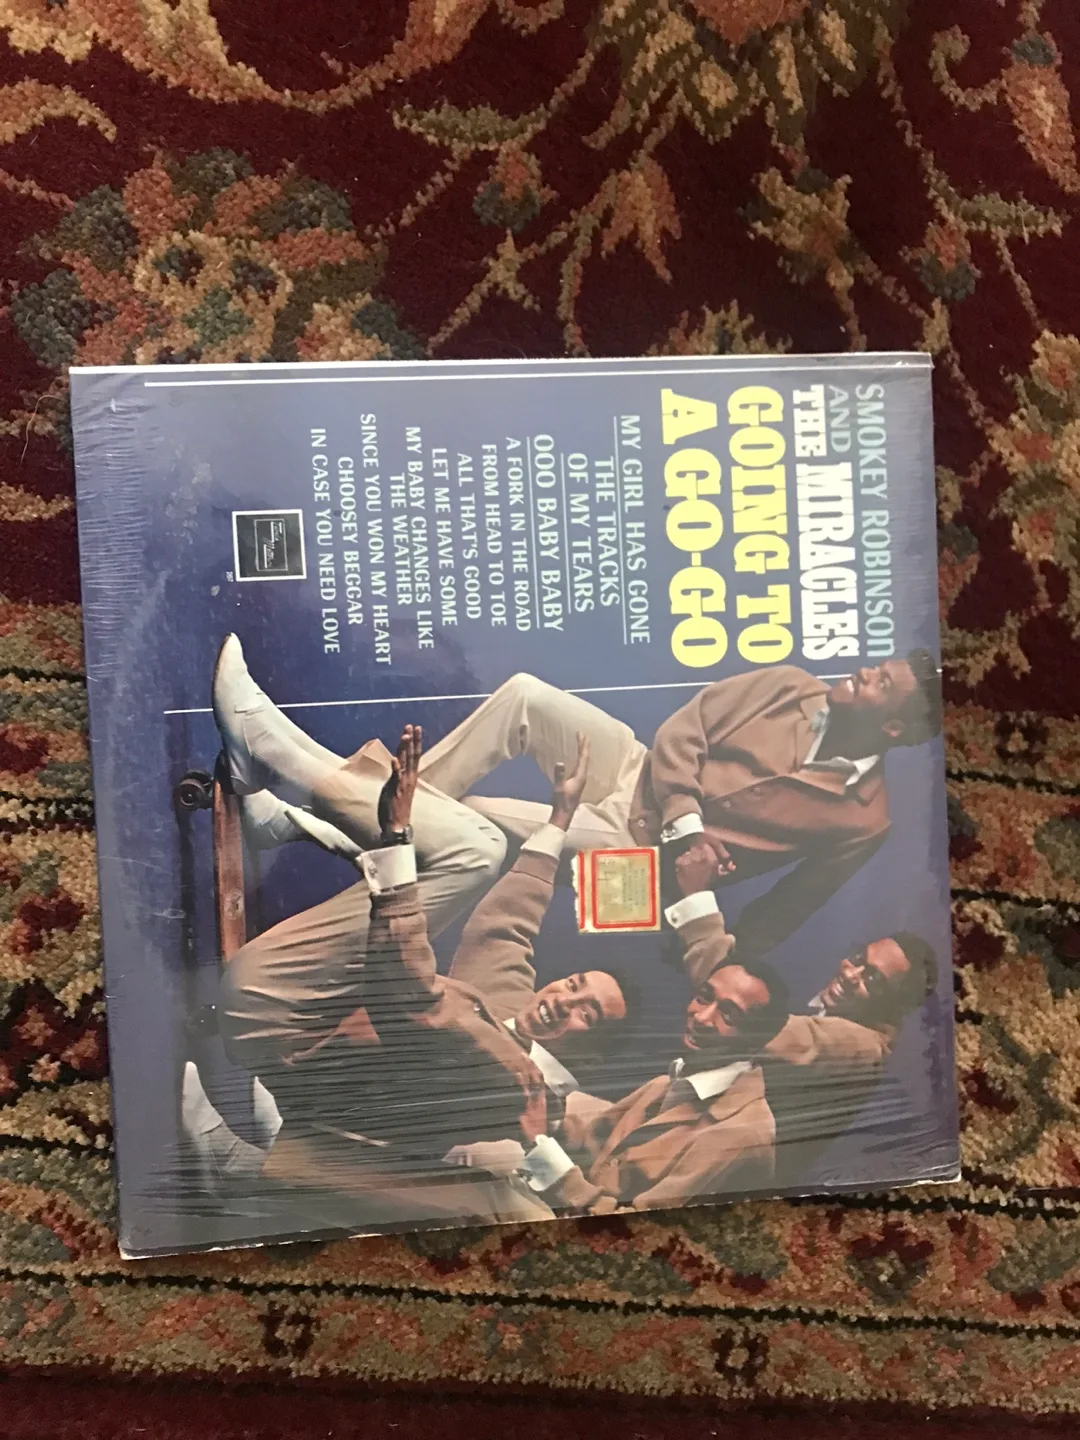 SMOKEY ROBINSON
AND THE MIRACLES
GOING TO
A GO-GO
MY GIRL HAS GONE
THE TRACKS
OF MY TEARS
OOO BABY BABY
A FORK IN THE ROAD
FROM HEAD TO TOE
ALL THAT'S GOOD
LET ME HAVE SOME
MY BABY CHANGES LIKE
THE WEATHER
SINCE YOU WON MY HEART
CHOOSEY BEGGAR
IN CASE YOU NEED LOVE